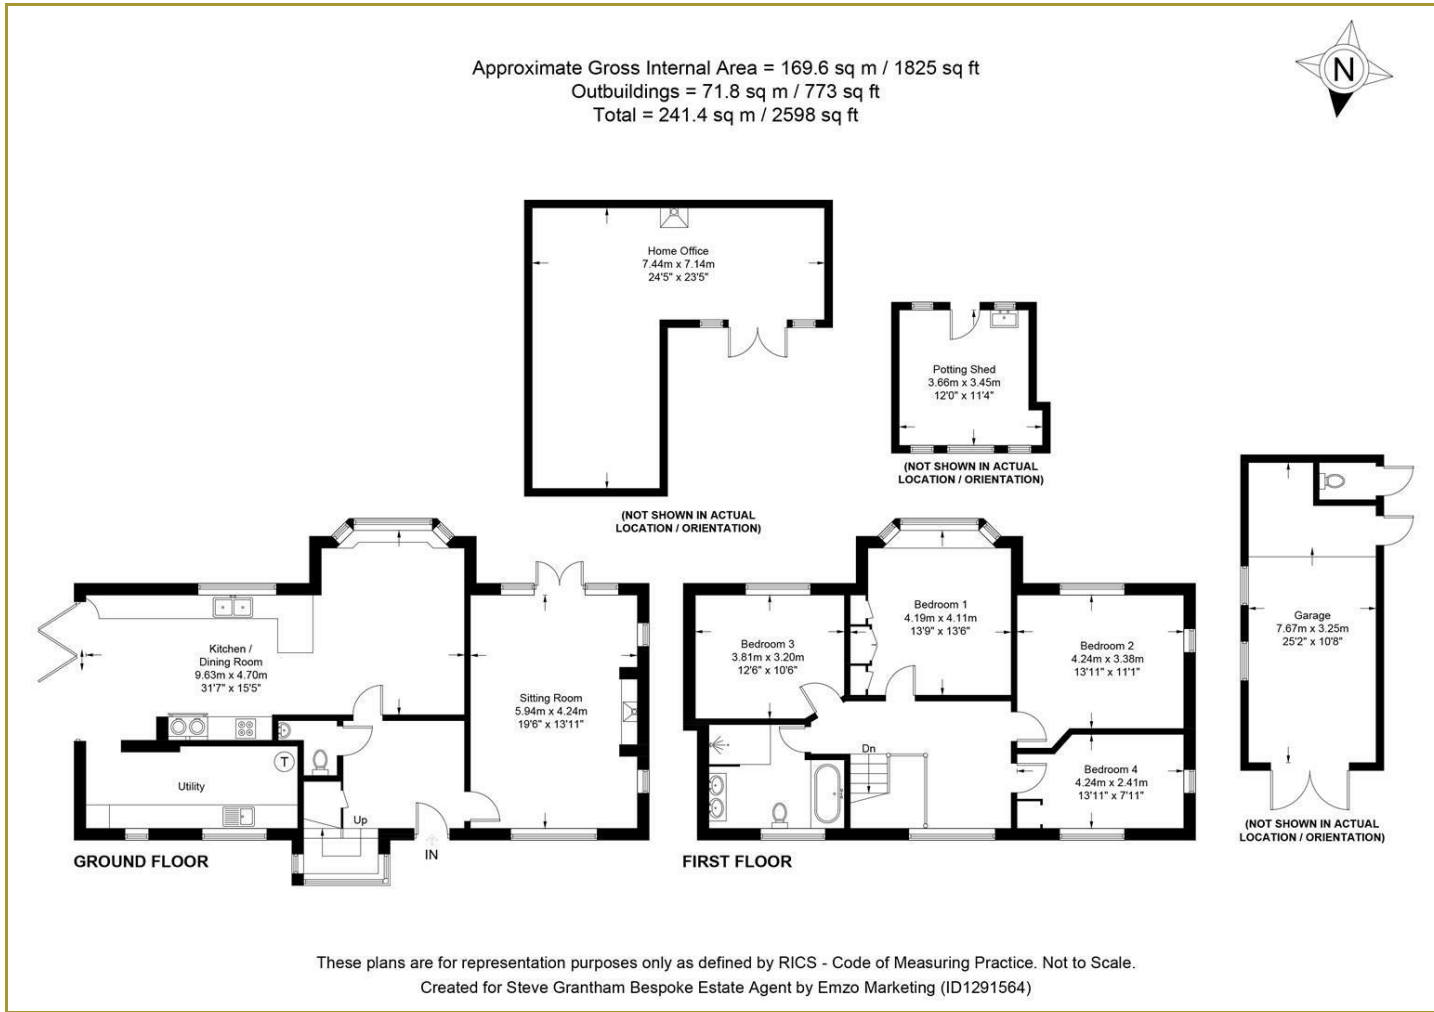 Approximate Gross Internal Area = 169.6 sq m / 1825 sq ft
Outbuildings = 71.8 sq m / 773 sq ft
Total = 241.4 sq m / 2598 sq ft
N
Home Office
7.44m x 7.14m
24'5" x 23'5"
(NOT SHOWN IN ACTUAL
LOCATION / ORIENTATION)
Potting Shed
3.66m x 3.45m
12'0" x 11'4"
(NOT SHOWN IN ACTUAL
LOCATION / ORIENTATION)
Garage
7.67m x 3.25m
25'2" x 10'8"
(NOT SHOWN IN ACTUAL
LOCATION / ORIENTATION)
Kitchen /
Dining Room
9.63m x 4.70m
31'7" x 15'5"
Sitting Room
5.94m x 4.24m
19'6" x 13'11"
T
Utility
Up
IN
GROUND FLOOR
Bedroom 1
4.19m x 4.11m
13'9" x 13'6"
Bedroom 3
3.81m x 3.20m
12'6" x 10'6"
Bedroom 2
4.24m x 3.38m
13'11" x 11'1"
Dn
Bedroom 4
4.24m x 2.41m
13'11" x 7'11"
FIRST FLOOR
These plans are for representation purposes only as defined by RICS - Code of Measuring Practice. Not to Scale.
Created for Steve Grantham Bespoke Estate Agent by Emzo Marketing (ID1291564)